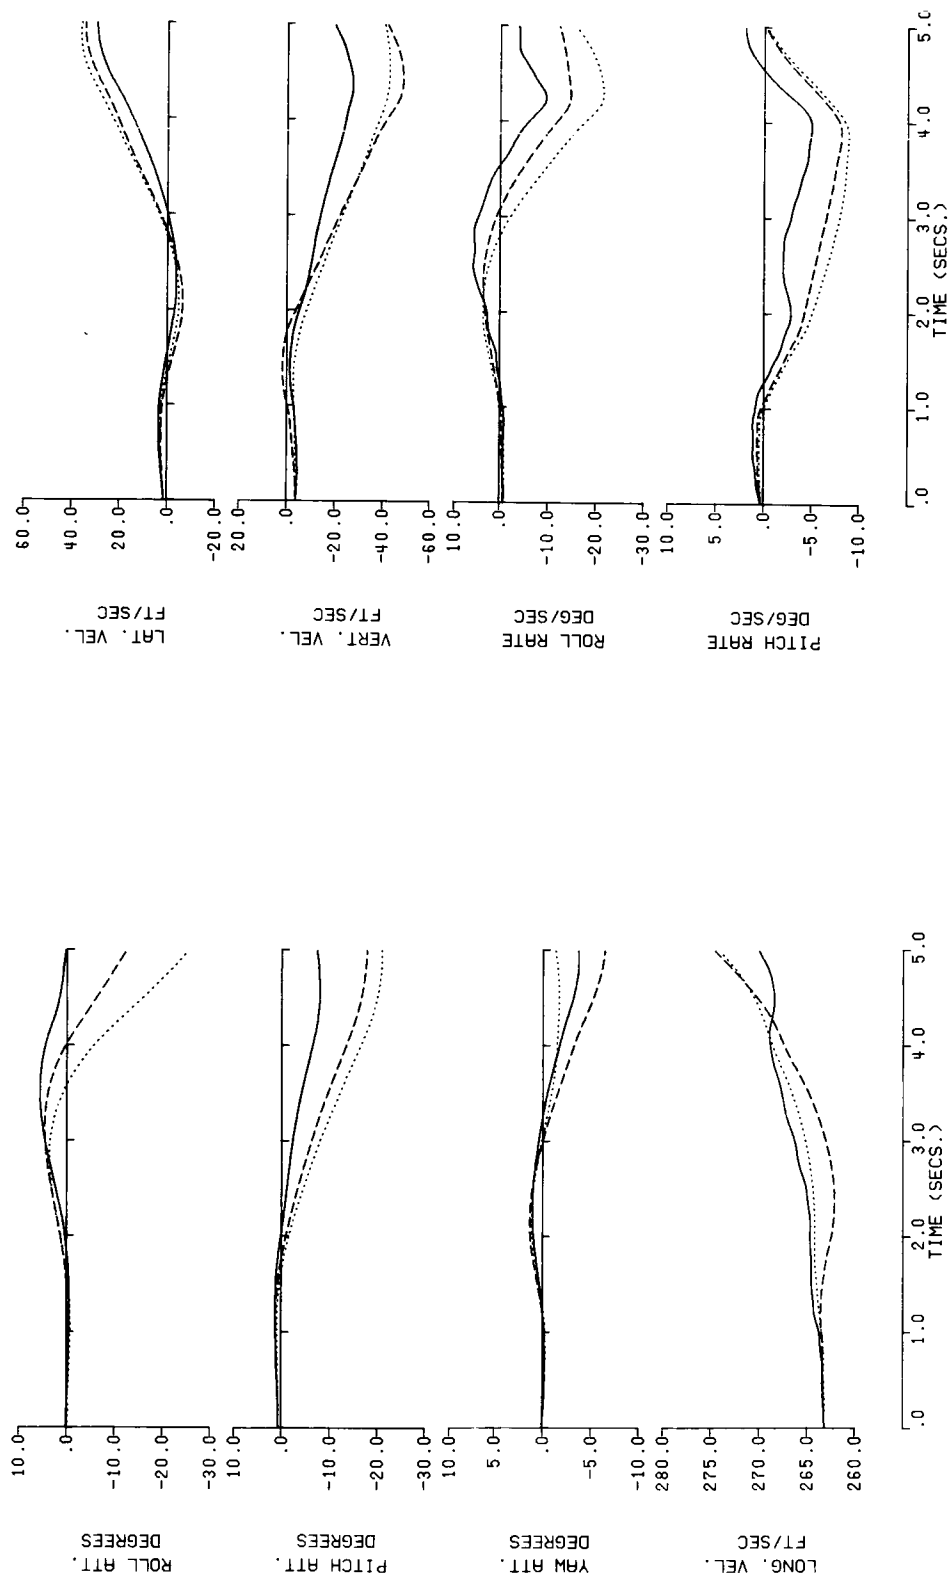 LAT. VEL.
FT/SEC
60.0
40.0
20.0
.0
-20.0
VERT. VEL.
FT/SEC
20.0
.0
-20.0
-40.0
-60.0
ROLL RATE
DEG/SEC
10.0
.0
-10.0
-20.0
-30.0
PITCH RATE
DEG/SEC
10.0
5.0
.0
-5.0
-10.0
.0 1.0 2.0 3.0 4.0 5.0
TIME (SECS.)
ROLL ATT.
DEGREES
10.0
.0
-10.0
-20.0
-30.0
PITCH ATT.
DEGREES
10.0
.0
-10.0
-20.0
-30.0
YAW ATT.
DEGREES
10.0
5.0
.0
-5.0
-10.0
LONG. VEL.
FT/SEC
280.0
275.0
270.0
265.0
260.0
.0 1.0 2.0 3.0 4.0 5.0
TIME (SECS.)